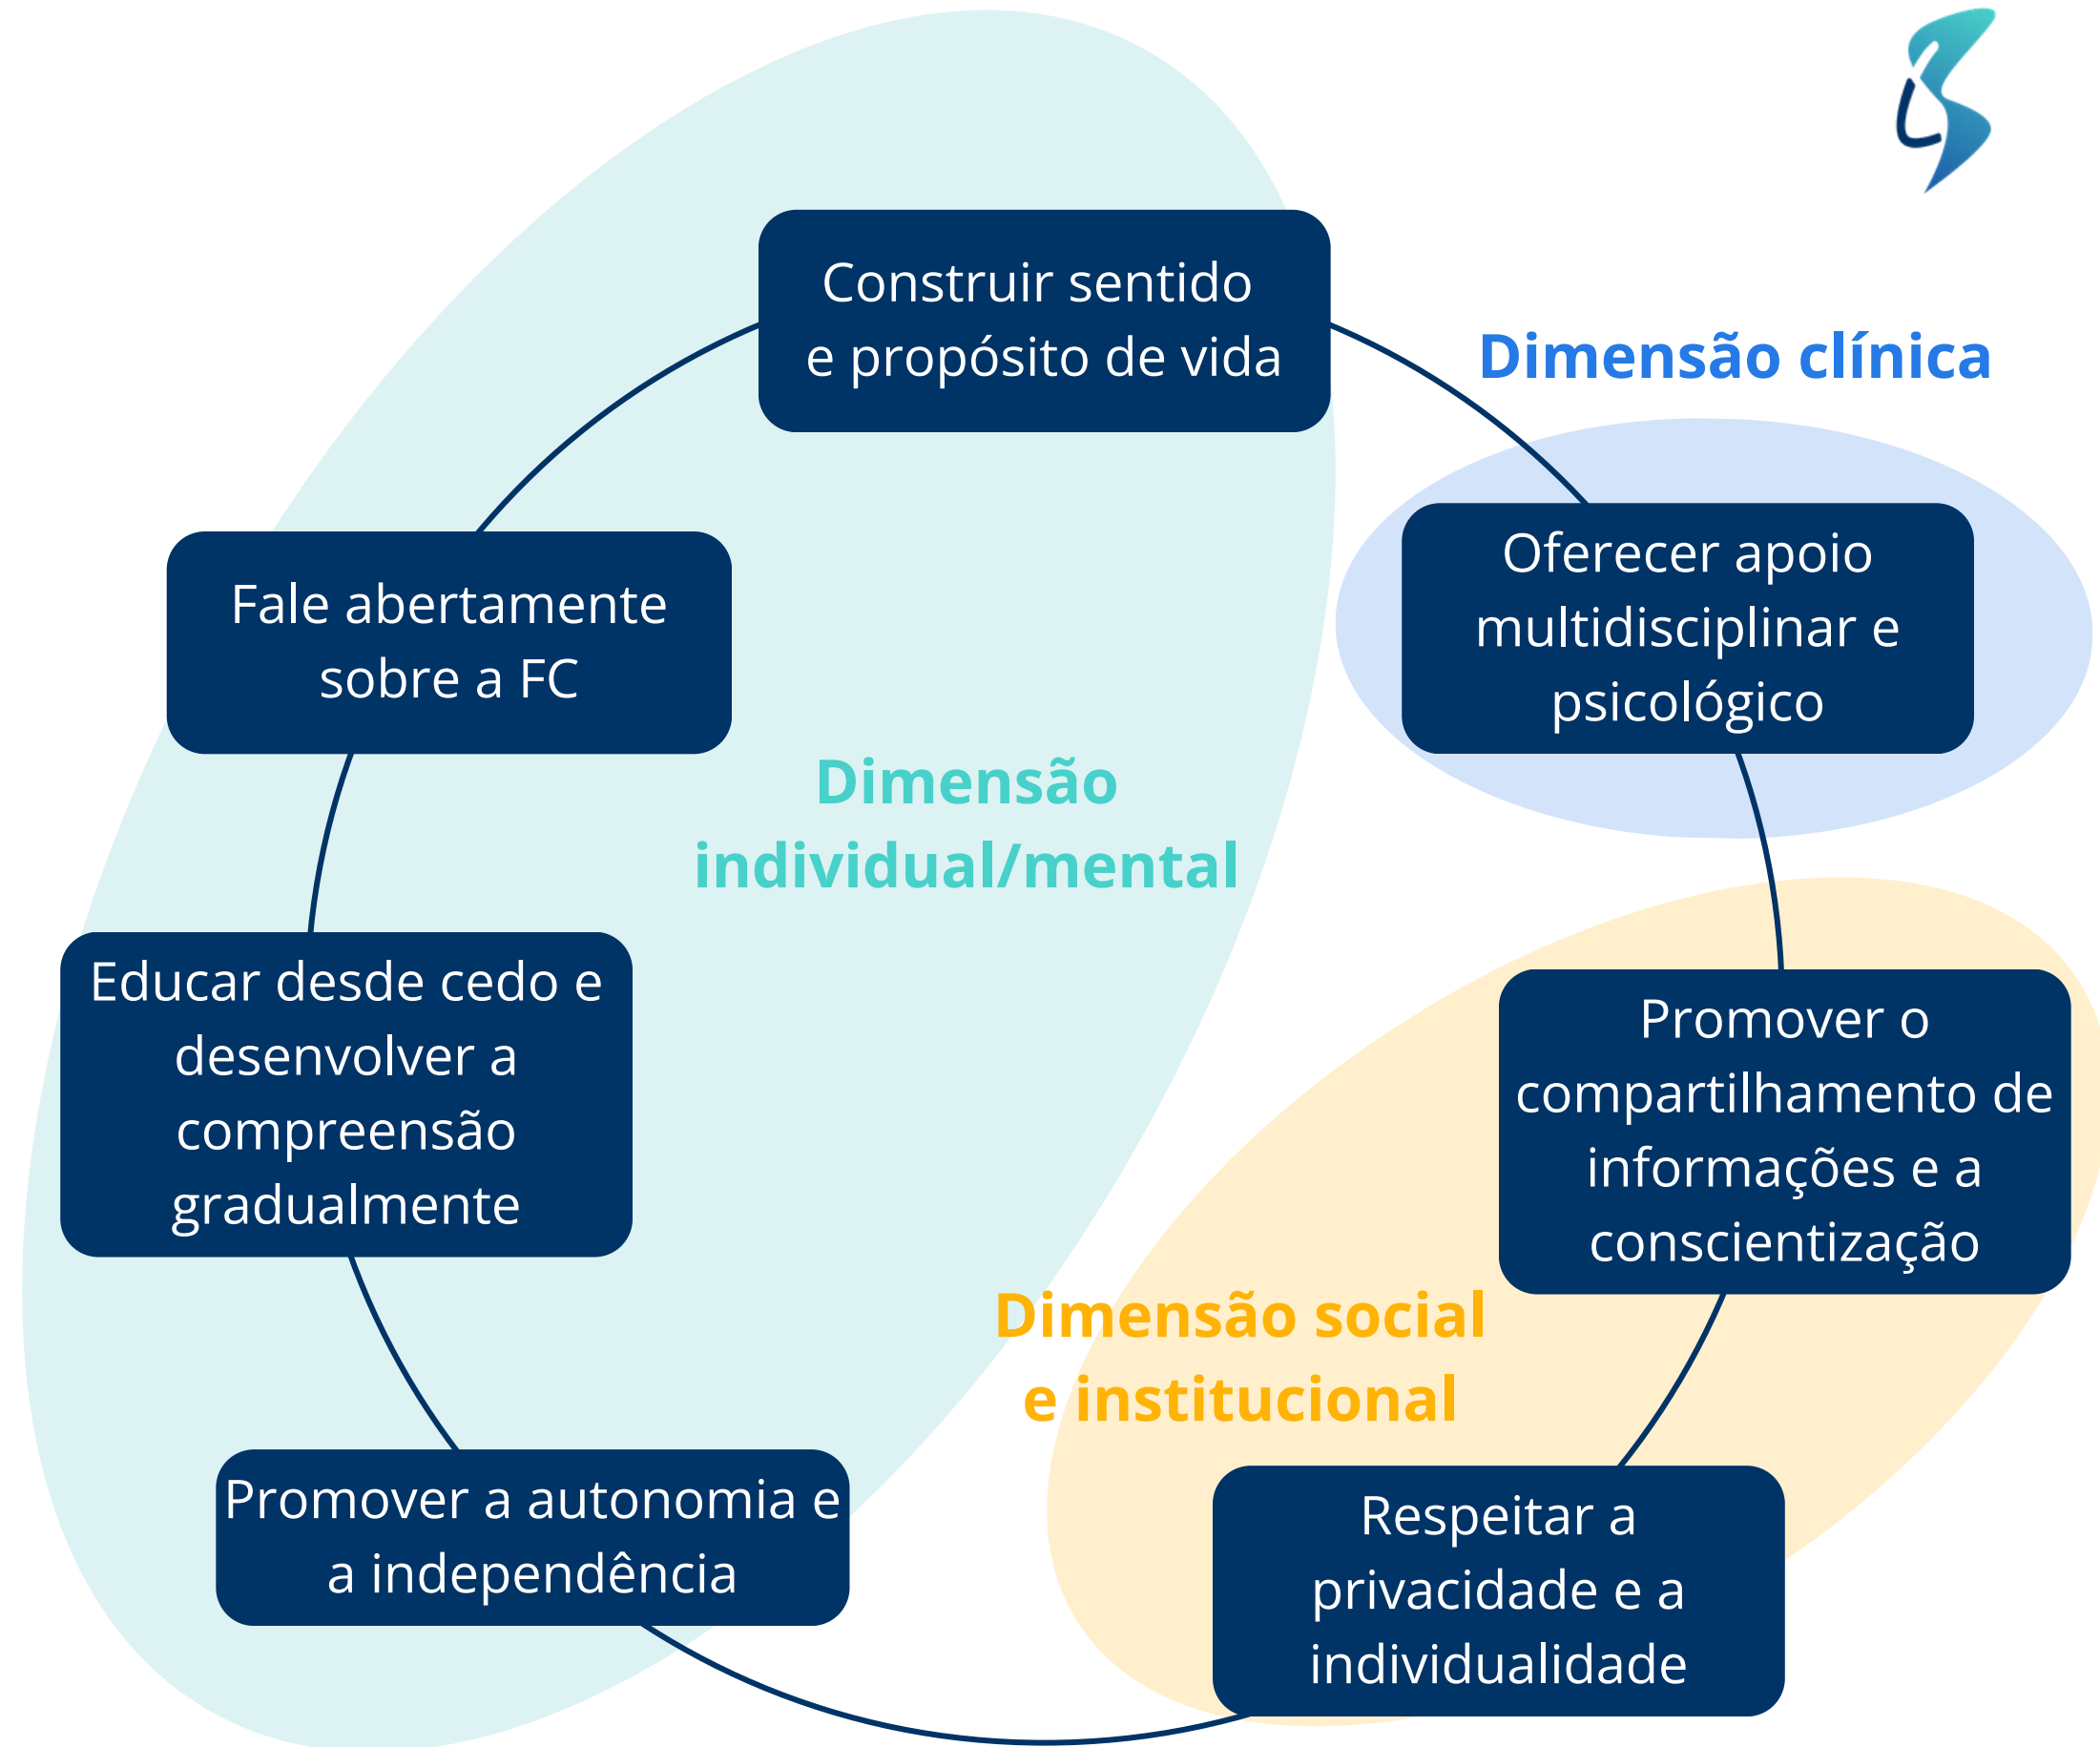 Construir sentido
e propósito de vida
Dimensão clínica
Oferecer apoio
multidisciplinar e
psicológico
Fale abertamente
sobre a FC
Dimensão
individual/mental
Educar desde cedo e
desenvolver a
compreensão
gradualmente
Promover o
compartilhamento de
informações e a
conscientização
Dimensão social
e institucional
Promover a autonomia e
a independência
Respeitar a
privacidade e a
individualidade